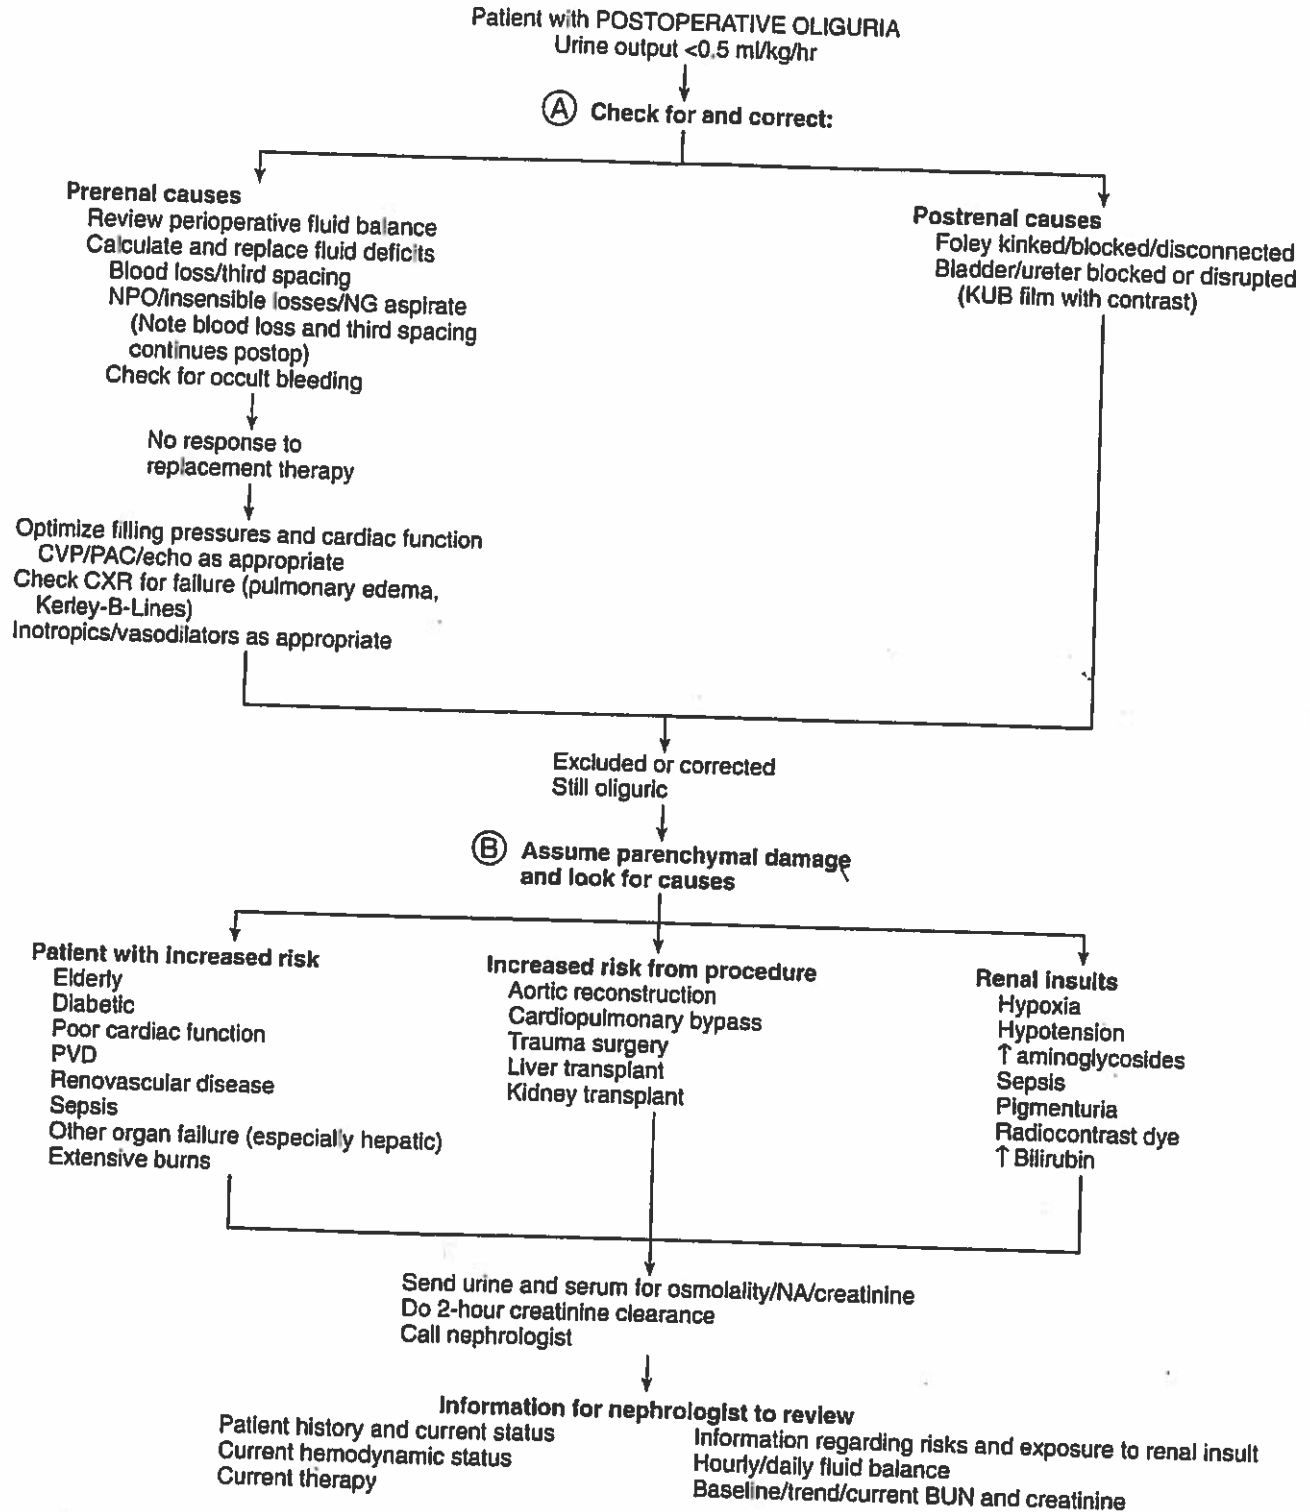 Patient with POSTOPERATIVE OLIGURIA
Urine output <0.5 ml/kg/hr
A Check for and correct:
Prerenal causes
Review perioperative fluid balance
Calculate and replace fluid deficits
Blood loss/third spacing
NPO/insensible losses/NG aspirate
(Note blood loss and third spacing
continues postop)
Check for occult bleeding
No response to
replacement therapy
Optimize filling pressures and cardiac function
CVP/PAC/echo as appropriate
Check CXR for failure (pulmonary edema,
Kerley-B-Lines)
Inotropics/vasodilators as appropriate
Postrenal causes
Foley kinked/blocked/disconnected
Bladder/ureter blocked or disrupted
(KUB film with contrast)
Excluded or corrected
Still oliguric
B Assume parenchymal damage
and look for causes
Patient with increased risk
Elderly
Diabetic
Poor cardiac function
PVD
Renovascular disease
Sepsis
Other organ failure (especially hepatic)
Extensive burns
Increased risk from procedure
Aortic reconstruction
Cardiopulmonary bypass
Trauma surgery
Liver transplant
Kidney transplant
Renal insults
Hypoxia
Hypotension
↑ aminoglycosides
Sepsis
Pigmenturia
Radiocontrast dye
↑ Bilirubin
Send urine and serum for osmolality/NA/creatinine
Do 2-hour creatinine clearance
Call nephrologist
Information for nephrologist to review
Patient history and current status
Current hemodynamic status
Current therapy
Information regarding risks and exposure to renal insult
Hourly/daily fluid balance
Baseline/trend/current BUN and creatinine